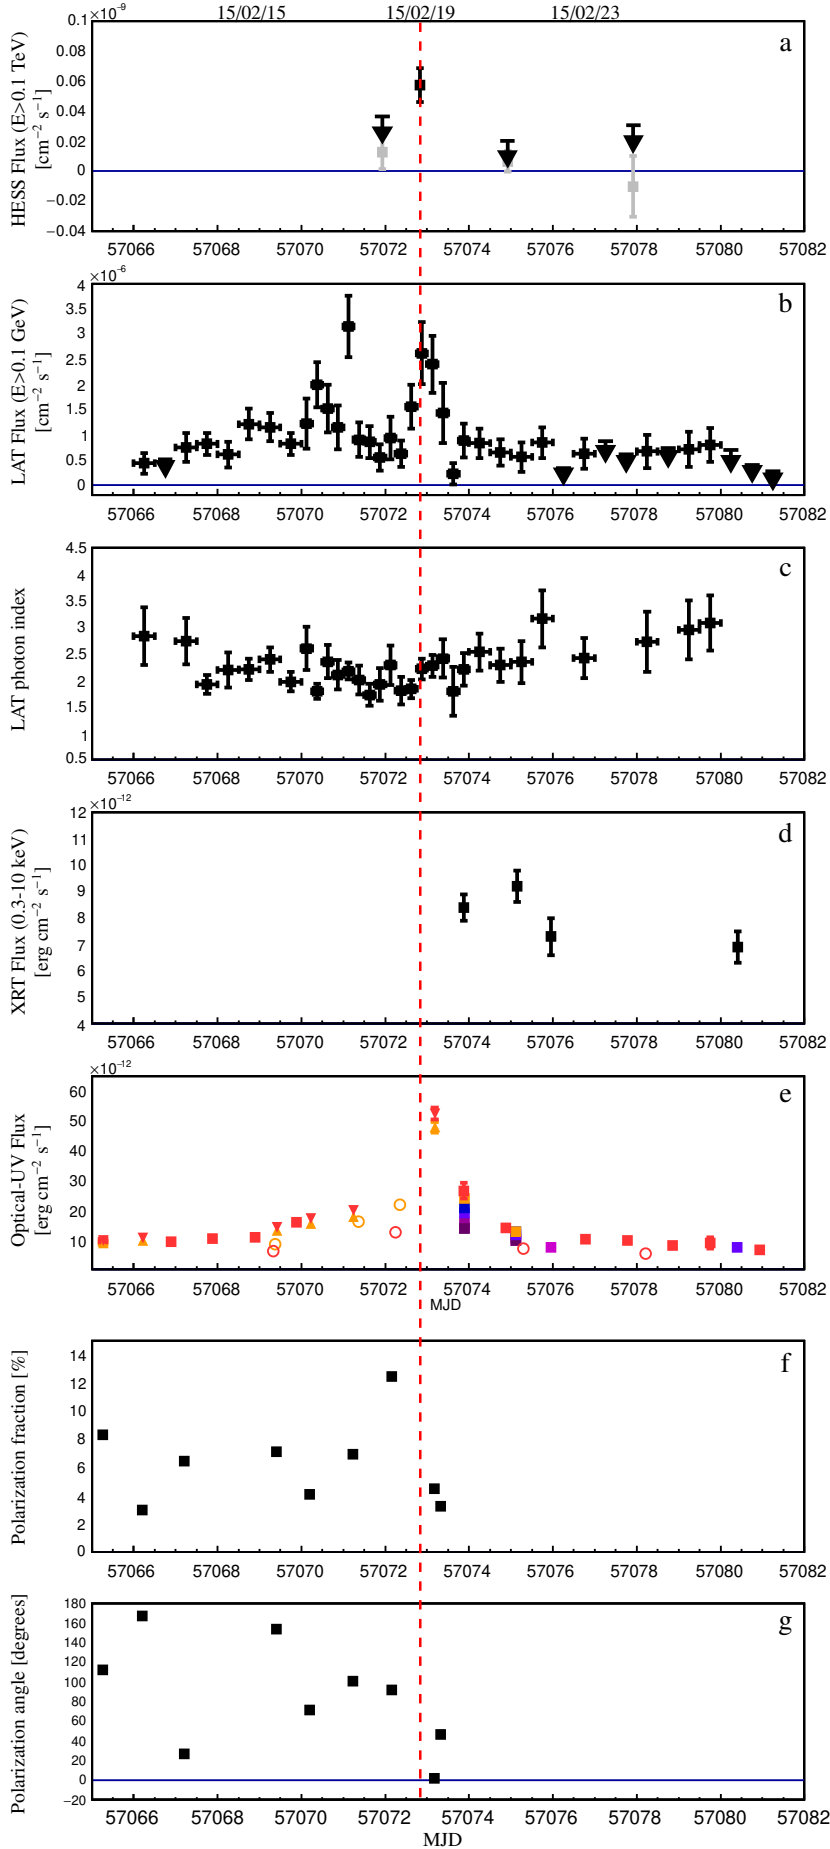 15/02/15 15/02/19 15/02/23
×10⁻⁹
a
HESS Flux (E>0.1 TeV)
[cm⁻² s⁻¹]
0.1
0.08
0.06
0.04
0.02
0
−0.02
−0.04
57066 57068 57070 57072 57074 57076 57078 57080 57082
×10⁻⁶
b
LAT Flux (E>0.1 GeV)
[cm⁻² s⁻¹]
4
3.5
3
2.5
2
1.5
1
0.5
0
57066 57068 57070 57072 57074 57076 57078 57080 57082
c
LAT photon index
4.5
4
3.5
3
2.5
2
1.5
1
0.5
57066 57068 57070 57072 57074 57076 57078 57080 57082
×10⁻¹²
d
XRT Flux (0.3-10 keV)
[erg cm⁻² s⁻¹]
12
11
10
9
8
7
6
5
4
57066 57068 57070 57072 57074 57076 57078 57080 57082
×10⁻¹²
e
Optical-UV Flux
[erg cm⁻² s⁻¹]
60
50
40
30
20
10
57066 57068 57070 57072 57074 57076 57078 57080 57082
MJD
f
Polarization fraction [%]
14
12
10
8
6
4
2
0
57066 57068 57070 57072 57074 57076 57078 57080 57082
g
Polarization angle [degrees]
180
160
140
120
100
80
60
40
20
0
−20
57066 57068 57070 57072 57074 57076 57078 57080 57082
MJD